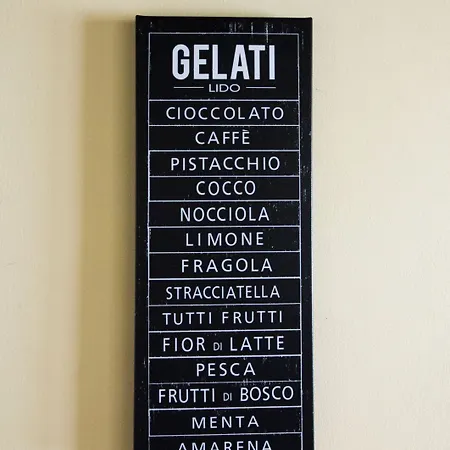 GELATI
LIDO
CIOCCOLATO
CAFFÈ
PISTACCHIO
COCCO
NOCCIOLA
LIMONE
FRAGOLA
STRACCIATELLA
TUTTI FRUTTI
FIOR DI LATTE
PESCA
FRUTTI DI BOSCO
MENTA
AMARENA